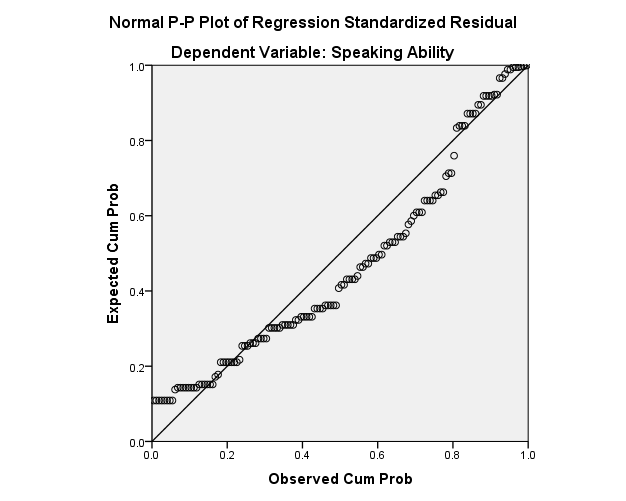 Normal P-P Plot of Regression Standardized Residual
Dependent Variable: Speaking Ability
1.0
0.8
0.6
0.4
0.2
0.0
Expected Cum Prob
0.0 0.2 0.4 0.6 0.8 1.0
Observed Cum Prob